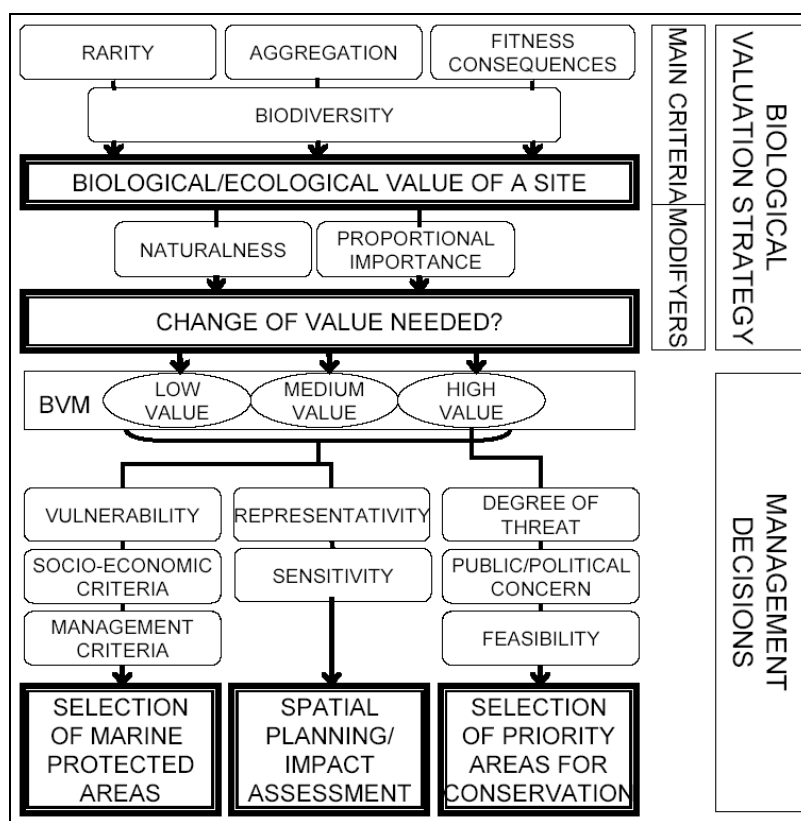 RARITY
AGGREGATION
FITNESS
CONSEQUENCES
BIODIVERSITY
BIOLOGICAL/ECOLOGICAL VALUE OF A SITE
NATURALNESS
PROPORTIONAL
IMPORTANCE
CHANGE OF VALUE NEEDED?
BVM
LOW
VALUE
MEDIUM
VALUE
HIGH
VALUE
VULNERABILITY
REPRESENTATIVITY
DEGREE OF
THREAT
SOCIO-ECONOMIC
CRITERIA
SENSITIVITY
PUBLIC/POLITICAL
CONCERN
MANAGEMENT
CRITERIA
FEASIBILITY
SELECTION
OF MARINE
PROTECTED
AREAS
SPATIAL
PLANNING/
IMPACT
ASSESSMENT
SELECTION
OF PRIORITY
AREAS FOR
CONSERVATION
MAIN CRITERIA
MODIFYERS
BIOLOGICAL
VALUATION STRATEGY
MANAGEMENT
DECISIONS